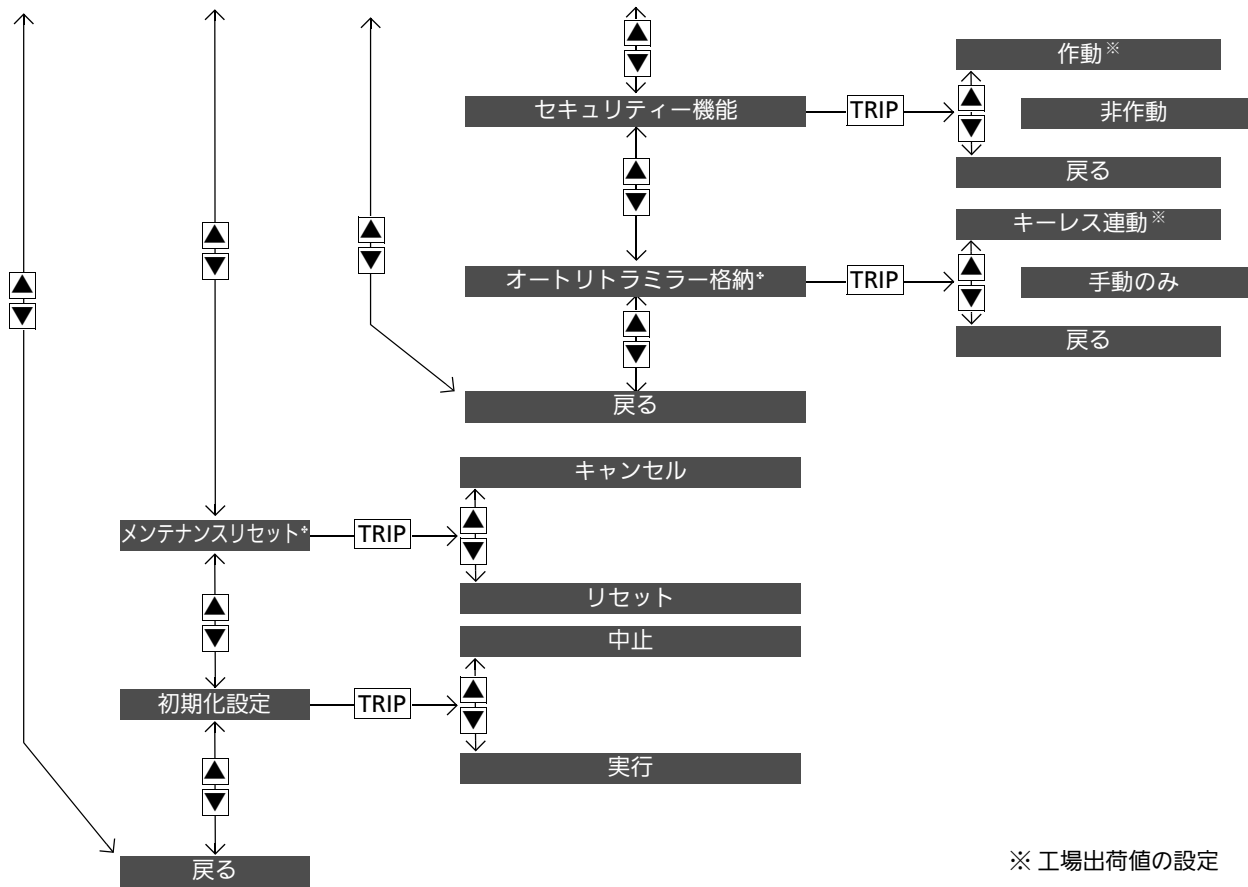 ▲
▼
作動※
セキュリティー機能
TRIP
▲
▼
非作動
戻る
▲
▼
キーレス連動※
▲
▼
▲
▼
オートリトラミラー格納✤
TRIP
▲
▼
手動のみ
▲
▼
▲
▼
戻る
戻る
キャンセル
メンテナンスリセット✤
TRIP
▲
▼
リセット
▲
▼
中止
初期化設定
TRIP
▲
▼
実行
▲
▼
戻る
※ 工場出荷値の設定